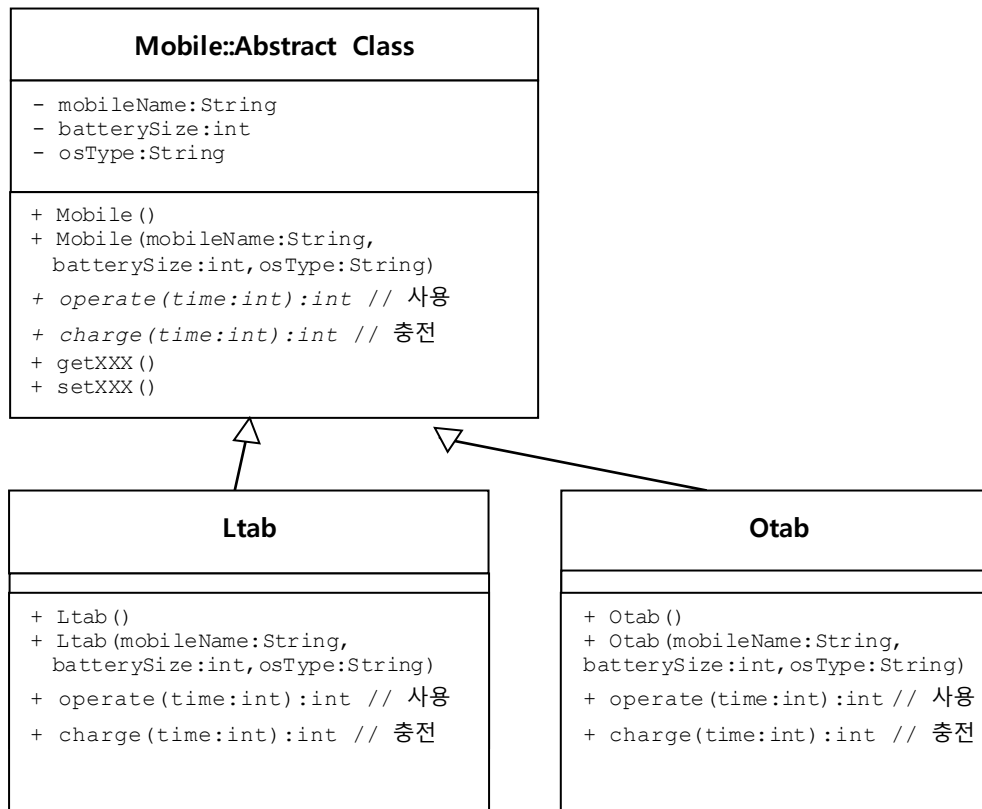 Mobile::Abstract Class
- mobileName:String
- batterySize:int
- osType:String
+ Mobile()
+ Mobile(mobileName:String,
batterySize:int,osType:String)
+ operate(time:int):int // 사용
+ charge(time:int):int // 충전
+ getXXX()
+ setXXX()
Ltab
+ Ltab()
+ Ltab(mobileName:String,
batterySize:int,osType:String)
+ operate(time:int):int // 사용
+ charge(time:int):int // 충전
Otab
+ Otab()
+ Otab(mobileName:String,
batterySize:int,osType:String)
+ operate(time:int):int // 사용
+ charge(time:int):int // 충전